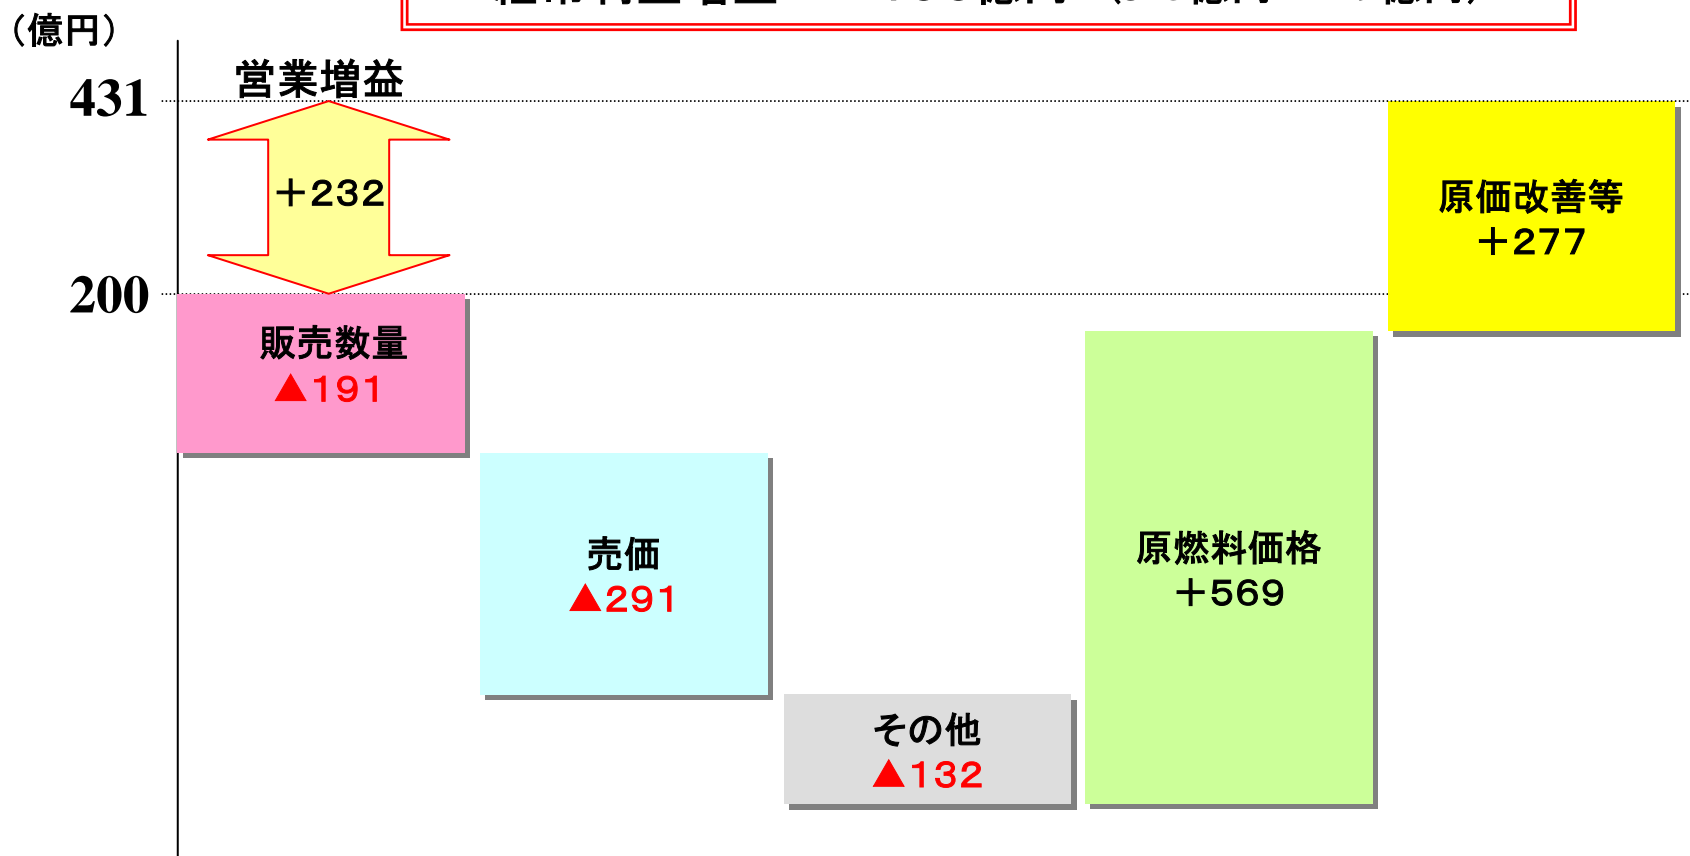 （億円）
営業増益
431
＋232
原価改善等
＋277
200
販売数量
▲191
売価
▲291
原燃料価格
＋569
その他
▲132